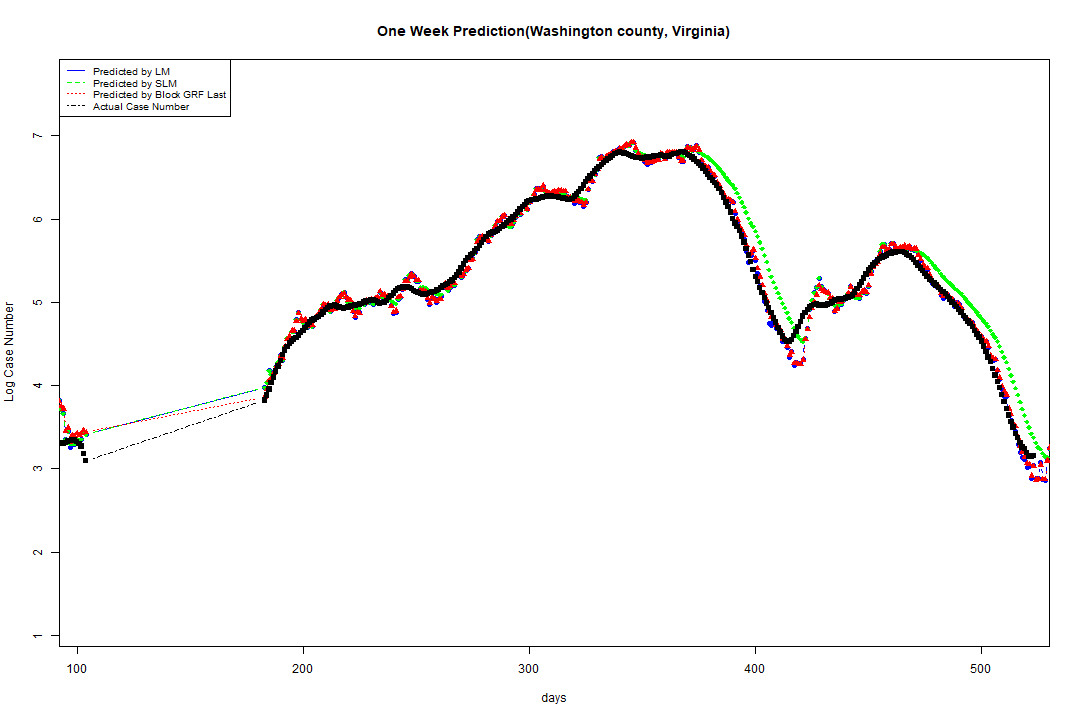 One Week Prediction(Washington county, Virginia)
Predicted by LM
Predicted by SLM
Predicted by Block GRF Last
Actual Case Number
Log Case Number
7
6
5
4
3
2
1
100 200 300 400 500
days